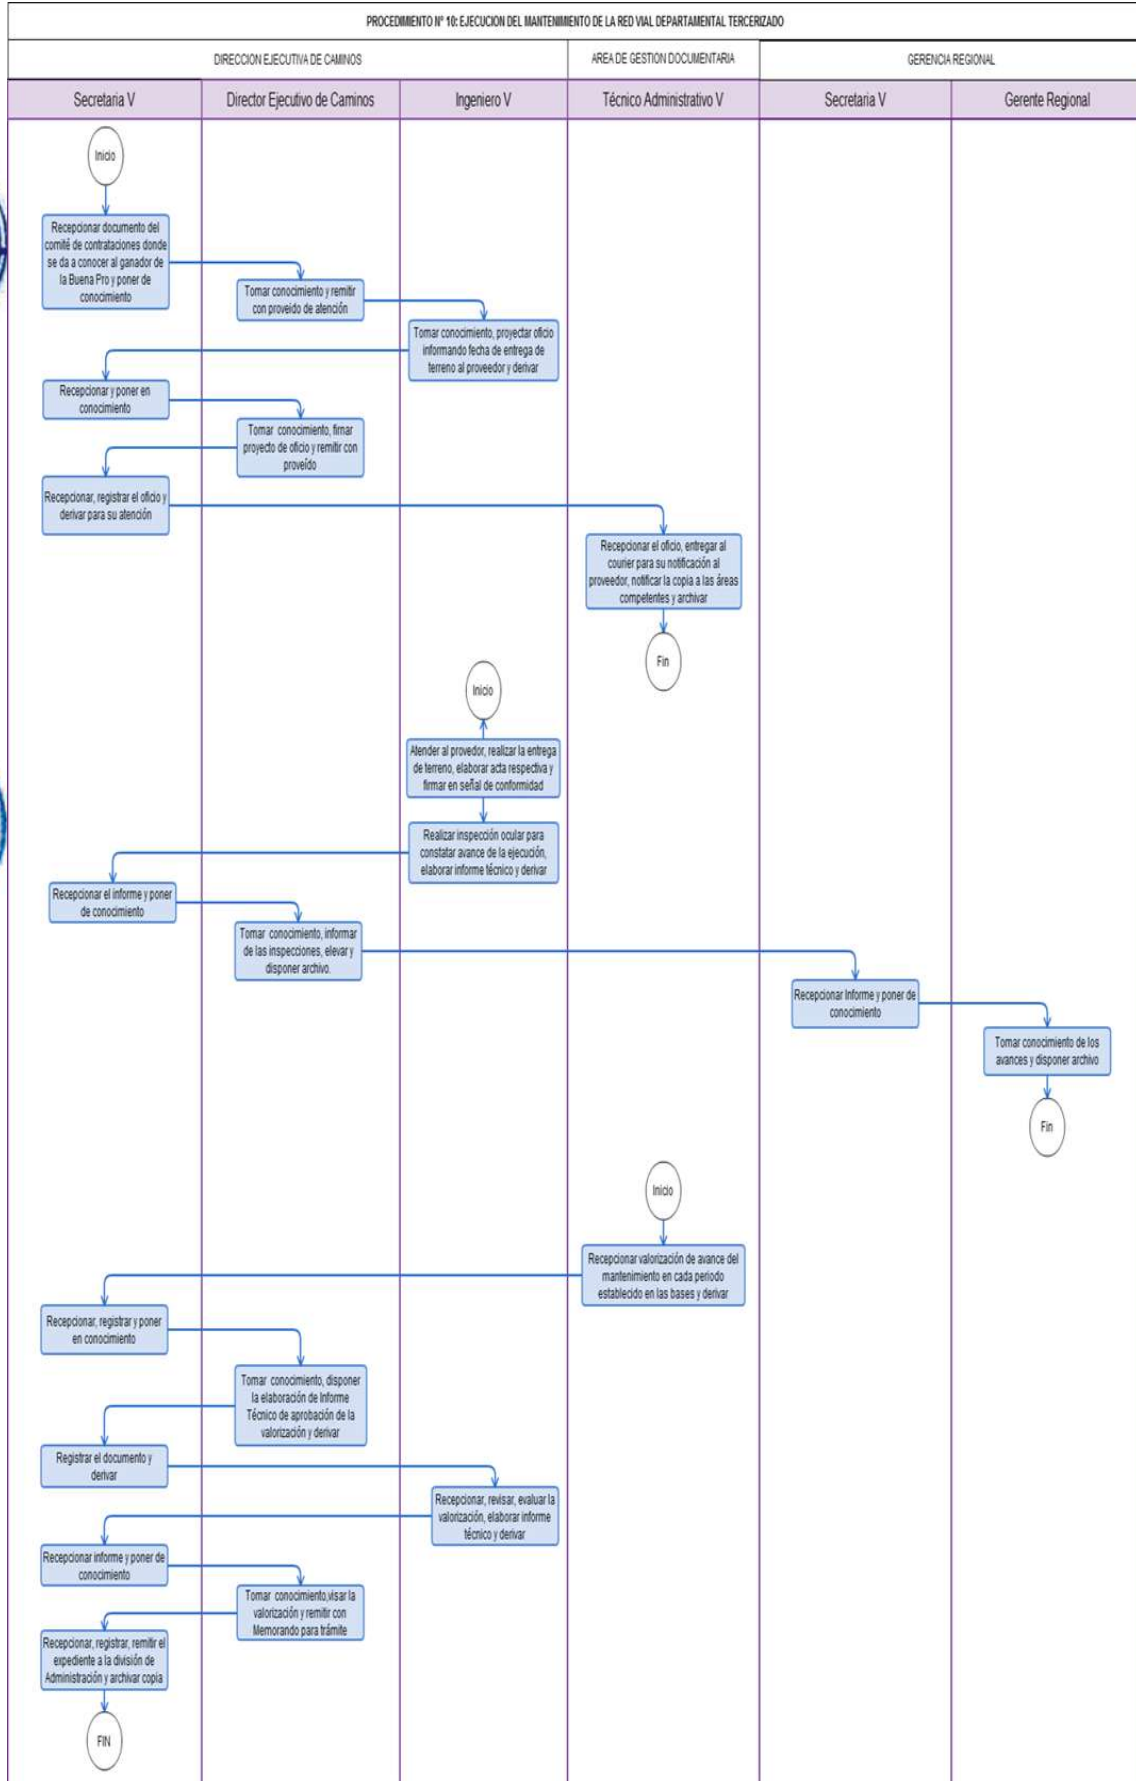 PROCEDIMIENTO Nº 10: EJECUCION DEL MANTENIMIENTO DE LA RED VIAL DEPARTAMENTAL TERCERIZADO
DIRECCION EJECUTIVA DE CAMINOS
AREA DE GESTION DOCUMENTARIA
GERENCIA REGIONAL
Secretaria V
Director Ejecutivo de Caminos
Ingeniero V
Técnico Administrativo V
Secretaria V
Gerente Regional
Inicio
Recepcionar documento del
comité de contrataciones donde
se da a conocer al ganador de
la Buena Pro y poner de
conocimiento
Tomar conocimiento y remitir
con proveido de atención
Tomar conocimiento, proyectar oficio
informando fecha de entrega de
terreno al proveedor y derivar
Recepcionar y poner en
conocimiento
Tomar conocimiento, firmar
proyecto de oficio y remitir con
proveído
Recepcionar, registrar el oficio y
derivar para su atención
Recepcionar el oficio, entregar al
courier para su notificación al
proveedor, notificar la copia a las áreas
competentes y archivar
Fin
Inicio
Atender al provedor, realizar la entrega
de terreno, elaborar acta respectiva y
firmar en señal de conformidad
Realizar inspección ocular para
constatar avance de la ejecución,
elaborar informe técnico y derivar
Recepcionar el informe y poner
de conocimiento
Tomar conocimiento, informar
de las inspecciones, elevar y
disponer archivo.
Recepcionar Informe y poner de
conocimiento
Tomar conocimiento de los
avances y disponer archivo
Fin
Inicio
Recepcionar valorización de avance del
mantenimiento en cada periodo
establecido en las bases y derivar
Recepcionar, registrar y poner
en conocimiento
Tomar conocimiento, disponer
la elaboración de Informe
Técnico de aprobación de la
valorización y derivar
Registrar el documento y
derivar
Recepcionar, revisar, evaluar la
valorización, elaborar informe
técnico y derivar
Recepcionar informe y poner de
conocimiento
Tomar conocimiento,visar la
valorización y remitir con
Memorando para trámite
Recepcionar, registrar, remitir el
expediente a la división de
Administración y archivar copia
FIN